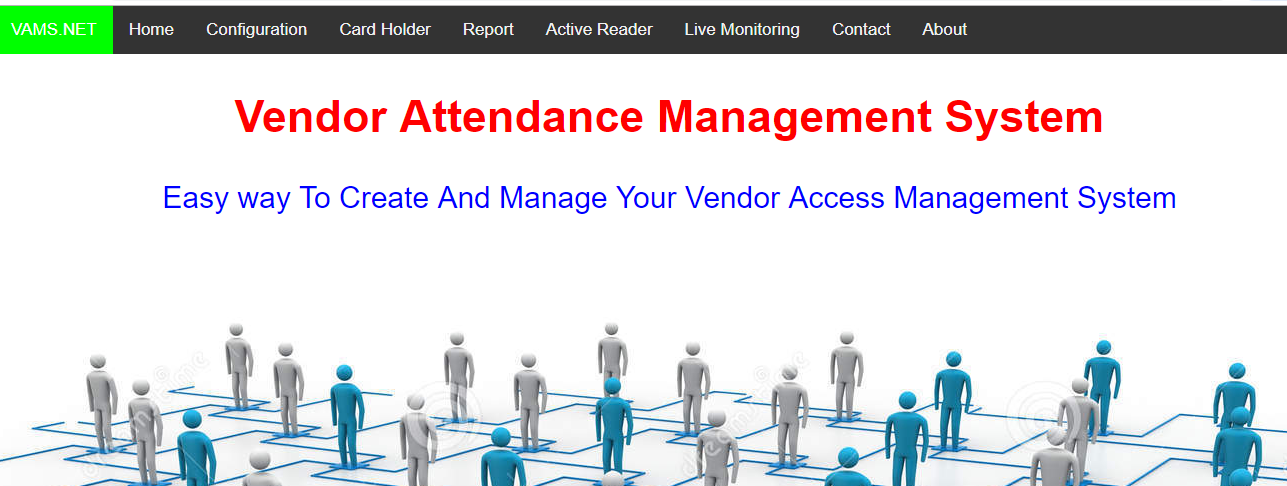 VAMS.NET Home Configuration Card Holder Report Active Reader Live Monitoring Contact About
Vendor Attendance Management System
Easy way To Create And Manage Your Vendor Access Management System